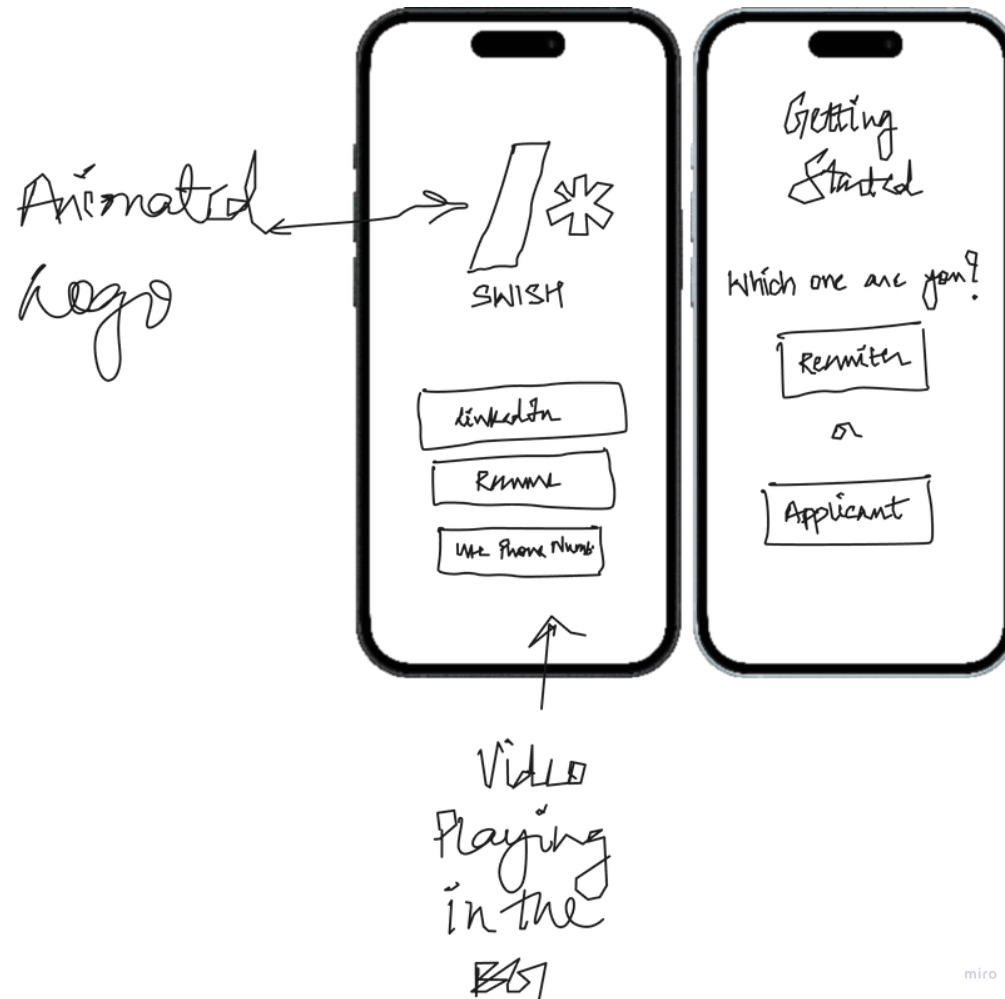 Animated
Logo
SWISH
LinkedIn
Resume
Use Phone Numb
Video
Playing
in the
BG
Getting
Started
Which one are you?
Recruiter
or
Applicant
miro